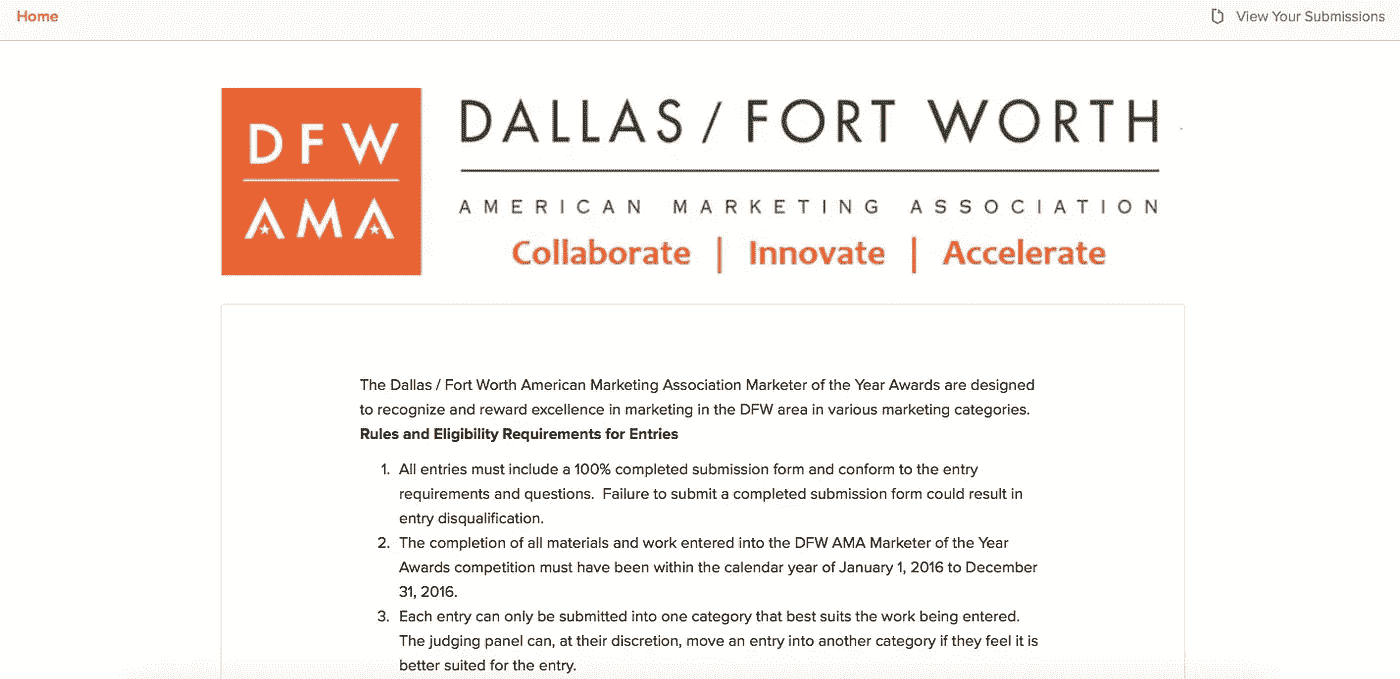 Home
View Your Submissions
DFW
AMA
DALLAS / FORT WORTH
AMERICAN MARKETING ASSOCIATION
Collaborate | Innovate | Accelerate
The Dallas / Fort Worth American Marketing Association Marketer of the Year Awards are designed
to recognize and reward excellence in marketing in the DFW area in various marketing categories.
Rules and Eligibility Requirements for Entries
1. All entries must include a 100% completed submission form and conform to the entry
requirements and questions.  Failure to submit a completed submission form could result in
entry disqualification.
2. The completion of all materials and work entered into the DFW AMA Marketer of the Year
Awards competition must have been within the calendar year of January 1, 2016 to December
31, 2016.
3. Each entry can only be submitted into one category that best suits the work being entered.
The judging panel can, at their discretion, move an entry into another category if they feel it is
better suited for the entry.